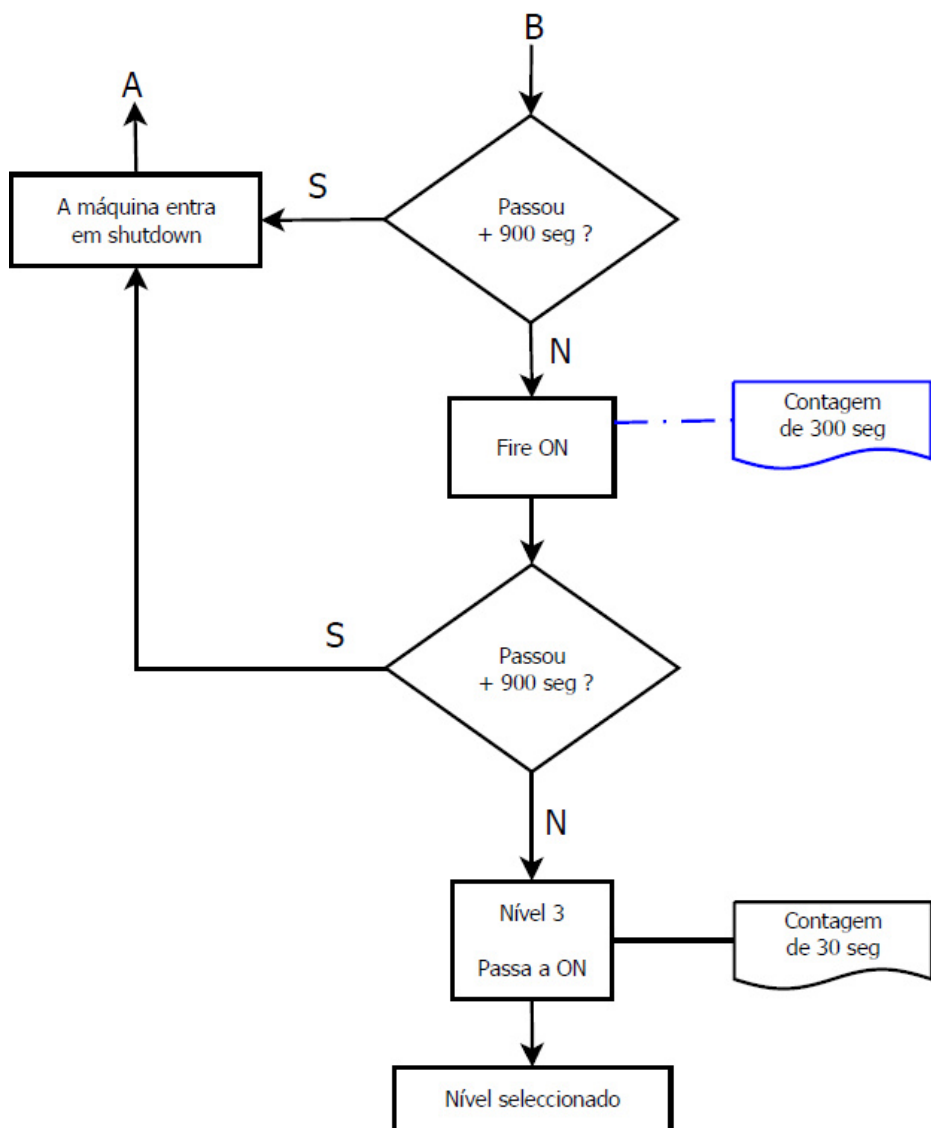 B
A
S
A máquina entra
em shutdown
Passou
+ 900 seg ?
N
Fire ON
Contagem
de 300 seg
S
Passou
+ 900 seg ?
N
Nível 3
Passa a ON
Contagem
de 30 seg
Nível seleccionado